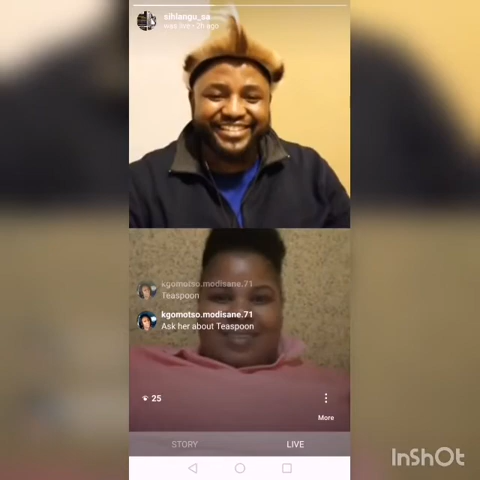 sihlangu_sa
was live • 2h ago
kgomotso.modisane.71
Teaspoon
kgomotso.modisane.71
Ask her about Teaspoon
25
More
STORY
LIVE
InShOt